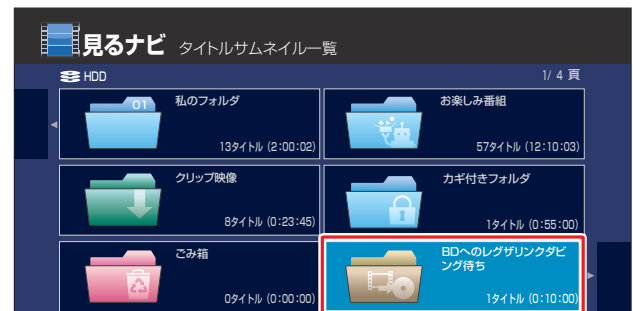 見るナビ タイトルサムネイル一覧
HDD 1/ 4 頁
01 私のフォルダ
13タイトル (2:00:02)
お楽しみ番組
57タイトル (12:10:03)
クリップ映像
8タイトル (0:23:45)
カギ付きフォルダ
1タイトル (0:55:00)
ごみ箱
0タイトル (0:00:00)
BDへのレグザリンクダビ
ング待ち
1タイトル (0:10:00)